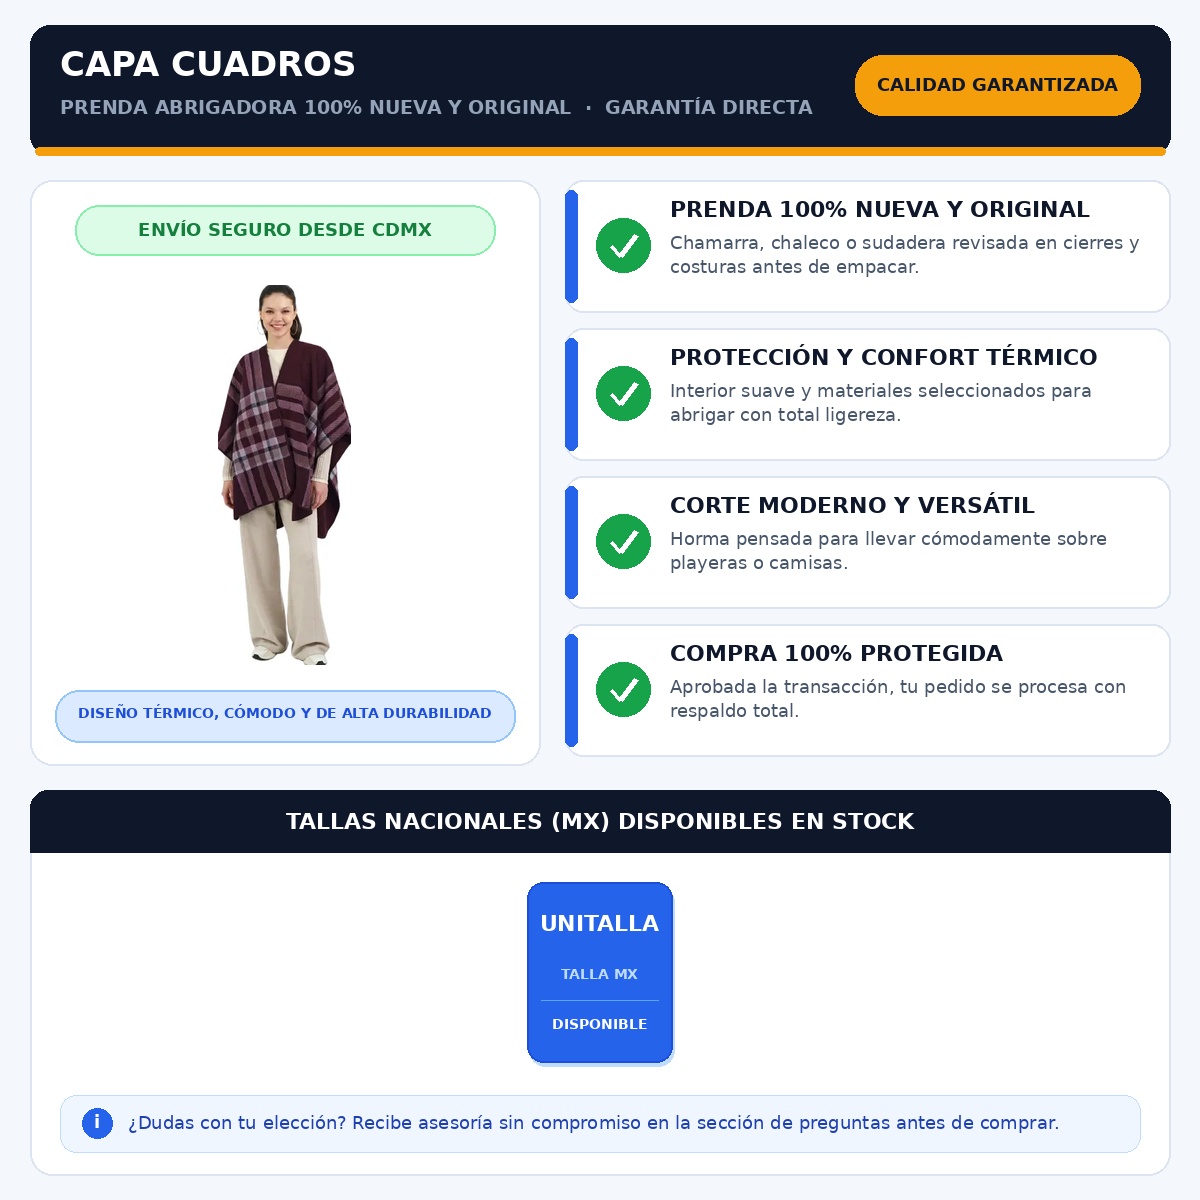 CAPA CUADROS
PRENDA ABRIGADORA 100% NUEVA Y ORIGINAL · GARANTÍA DIRECTA
CALIDAD GARANTIZADA
ENVÍO SEGURO DESDE CDMX
DISEÑO TÉRMICO, CÓMODO Y DE ALTA DURABILIDAD
PRENDA 100% NUEVA Y ORIGINAL
Chamarra, chaleco o sudadera revisada en cierres y
costuras antes de empacar.
PROTECCIÓN Y CONFORT TÉRMICO
Interior suave y materiales seleccionados para
abrigar con total ligereza.
CORTE MODERNO Y VERSÁTIL
Horma pensada para llevar cómodamente sobre
playeras o camisas.
COMPRA 100% PROTEGIDA
Aprobada la transacción, tu pedido se procesa con
respaldo total.
TALLAS NACIONALES (MX) DISPONIBLES EN STOCK
UNITALLA
TALLA MX
DISPONIBLE
i
¿Dudas con tu elección? Recibe asesoría sin compromiso en la sección de preguntas antes de comprar.